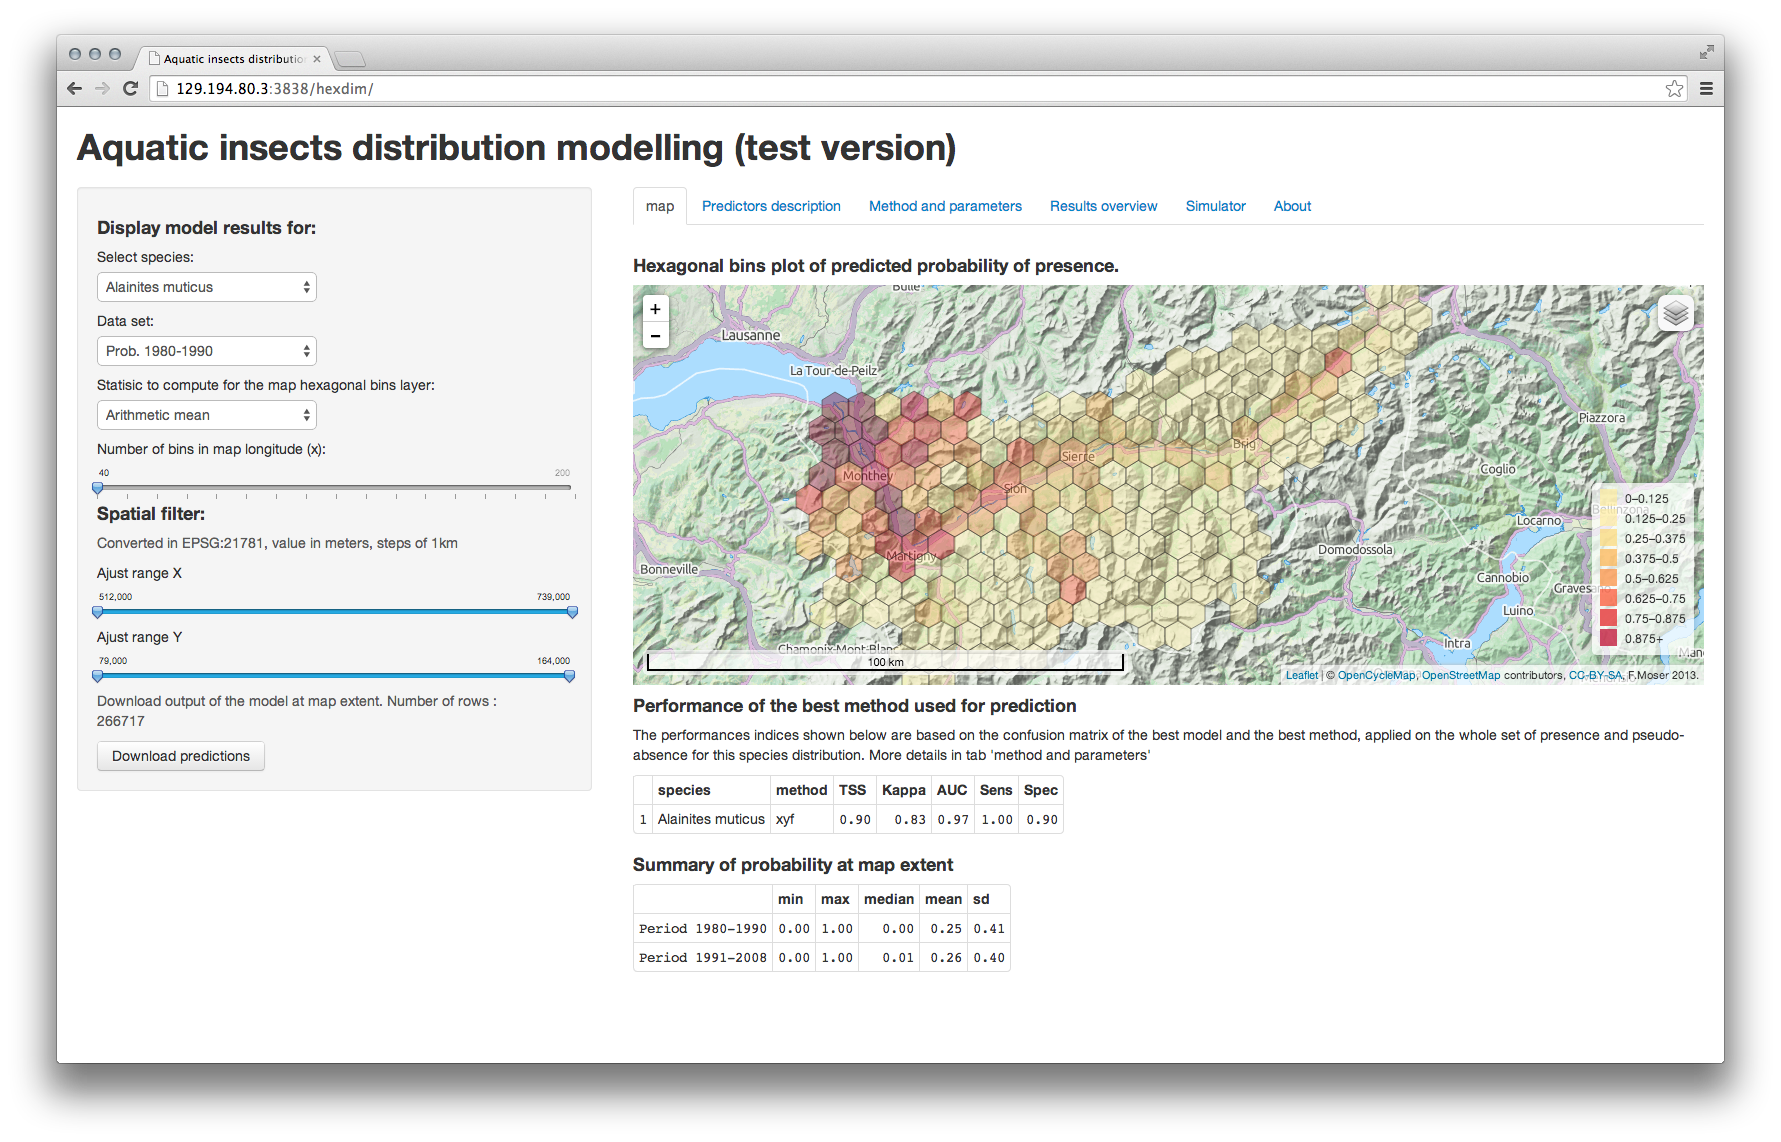 Aquatic insects distributio
129.194.80.3:3838/hexdim/
Aquatic insects distribution modelling (test version)
Display model results for:
Select species:
Alainites muticus
Data set:
Prob. 1980-1990
Statisic to compute for the map hexagonal bins layer:
Arithmetic mean
Number of bins in map longitude (x):
40 200
Spatial filter:
Converted in EPSG:21781, value in meters, steps of 1km
Ajust range X
512,000 739,000
Ajust range Y
79,000 164,000
Download output of the model at map extent. Number of rows :
266717
Download predictions
map Predictors description Method and parameters Results overview Simulator About
Hexagonal bins plot of predicted probability of presence.
+
−
Bulle
Lausanne
La Tour-de-Peilz
Piazzora
Brig
Sierre
Coglio
Monthey
Sion
Locarno
Domodossola
Martigny
Bonneville
Cannobio
Luino
Intra
Chamonix-Mont-Blanc
0–0.125
0.125–0.25
0.25–0.375
0.375–0.5
0.5–0.625
0.625–0.75
0.75–0.875
0.875+
100 km
Leaflet | © OpenCycleMap, OpenStreetMap contributors, CC-BY-SA, F.Moser 2013.
Performance of the best method used for prediction
The performances indices shown below are based on the confusion matrix of the best model and the best method, applied on the whole set of presence and pseudo-
absence for this species distribution. More details in tab 'method and parameters'
species method TSS Kappa AUC Sens Spec
1 Alainites muticus xyf 0.90 0.83 0.97 1.00 0.90
Summary of probability at map extent
min max median mean sd
Period 1980-1990 0.00 1.00 0.00 0.25 0.41
Period 1991-2008 0.00 1.00 0.01 0.26 0.40